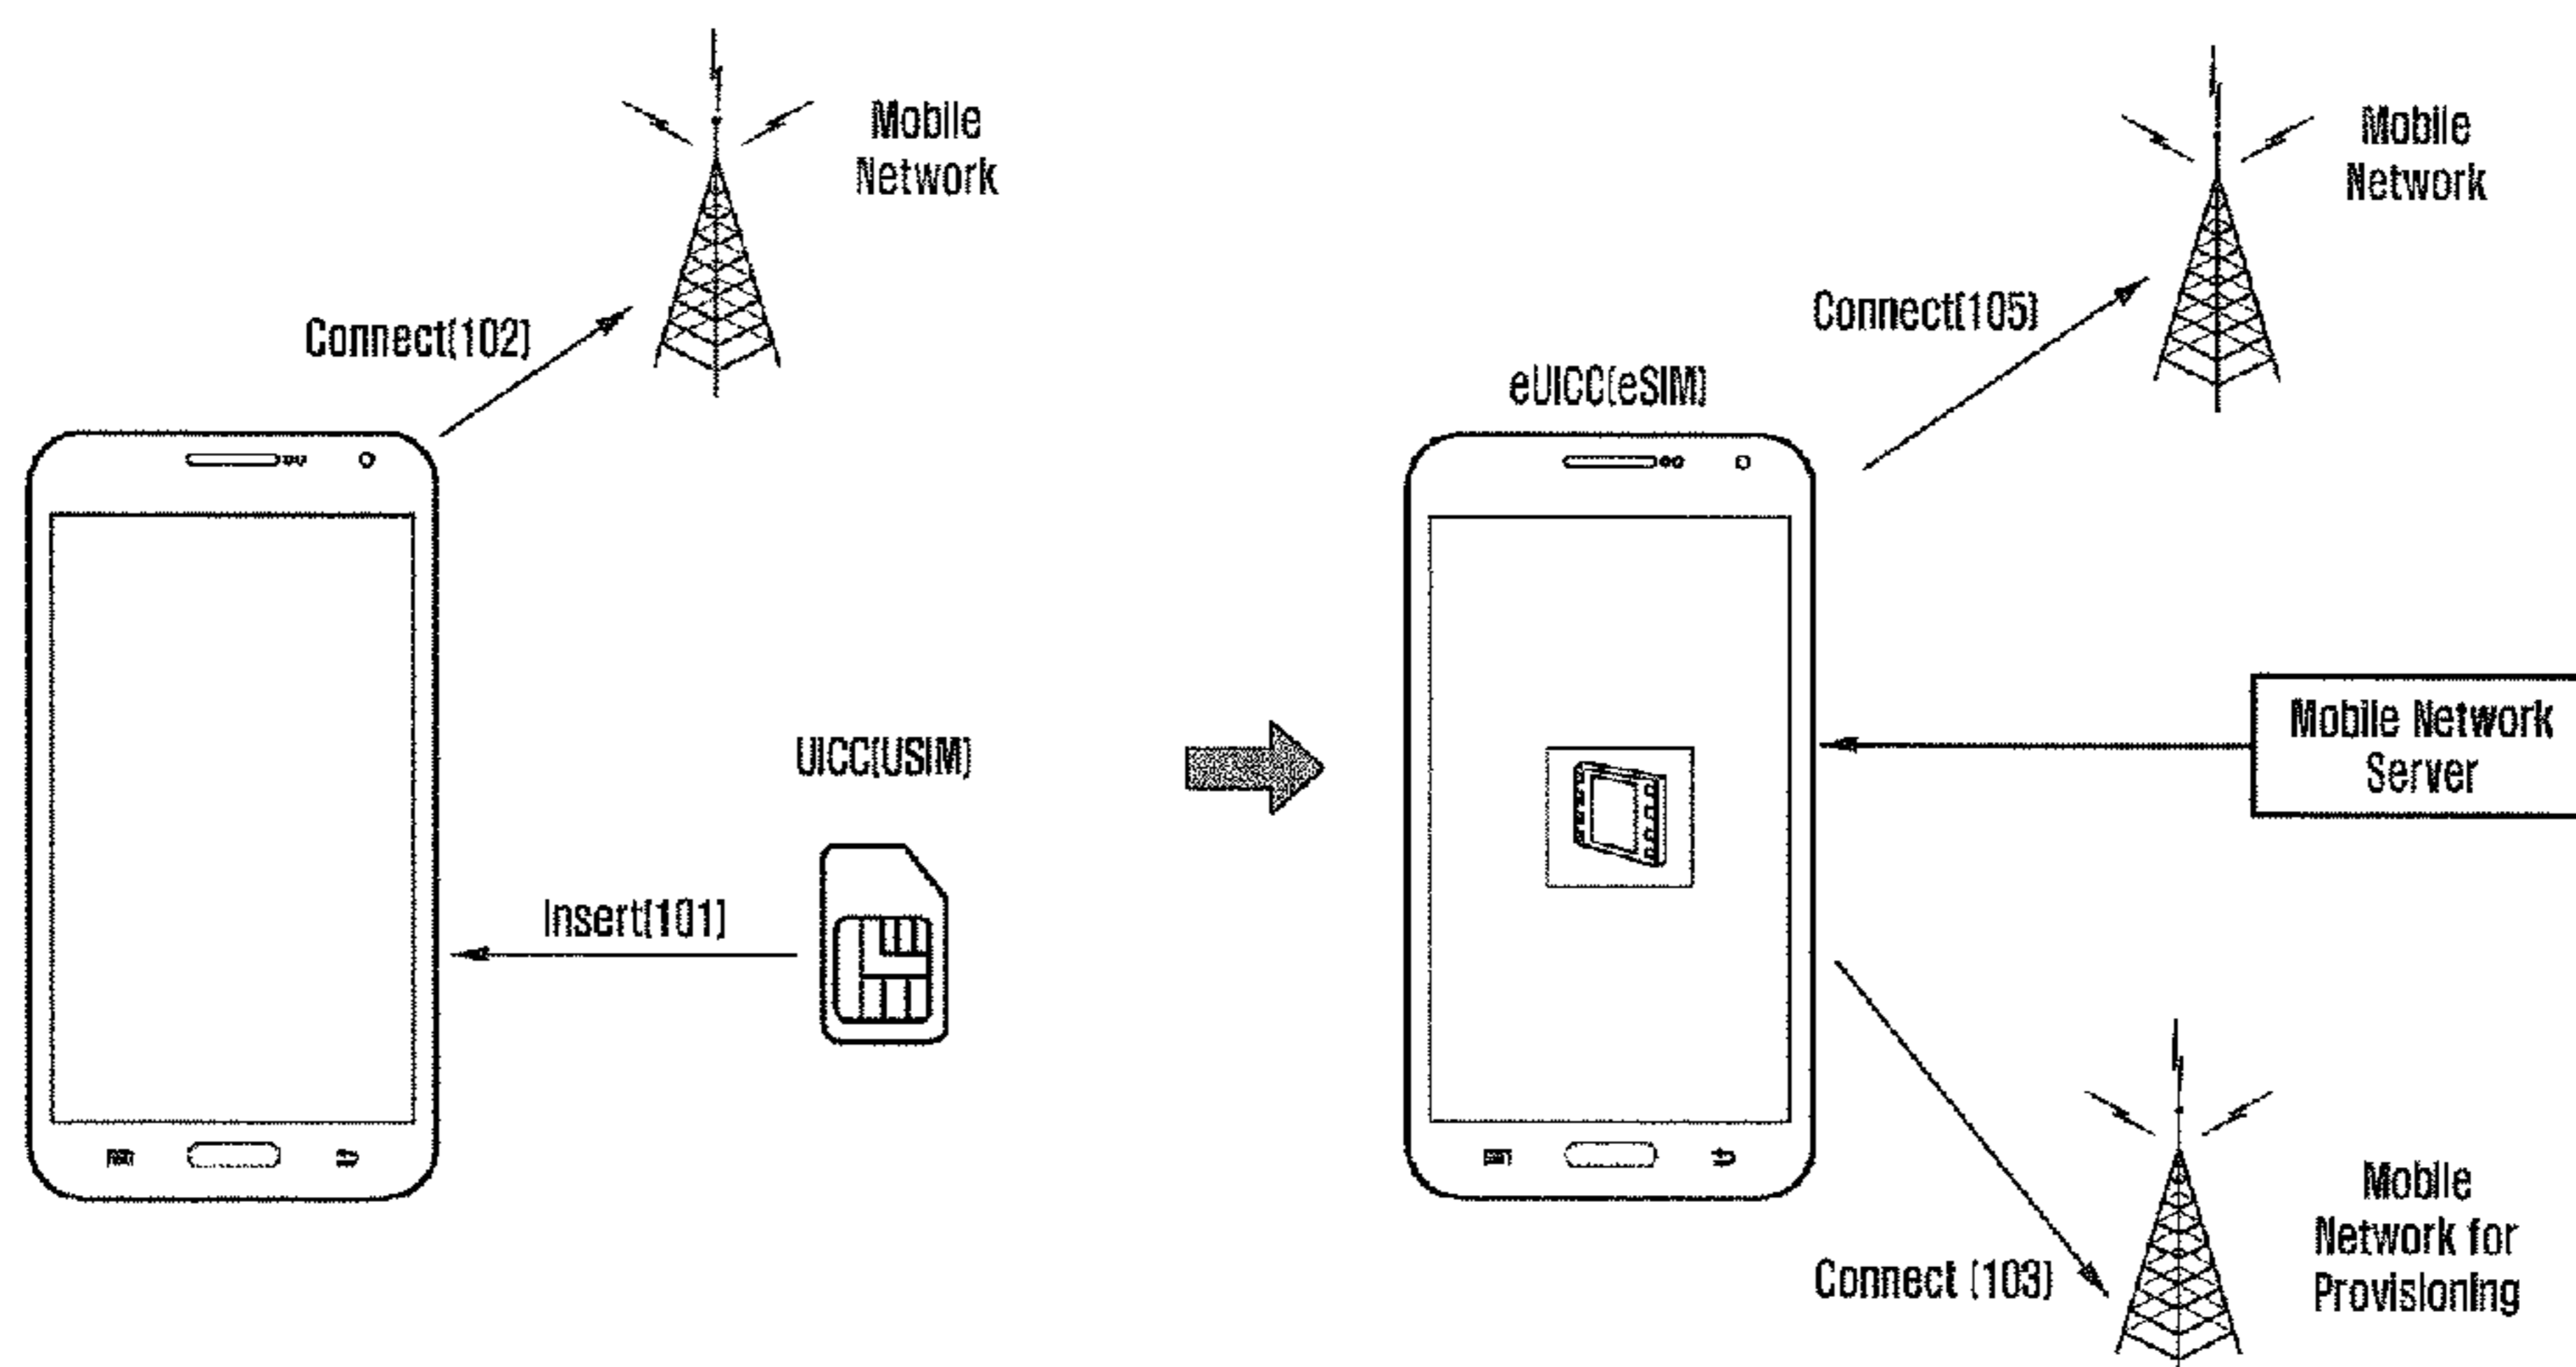 Mobile
Network
Connect(102)
UICC(USIM)
Insert(101)
Mobile
Network
Connect(105)
eUICC(eSIM)
Mobile Network
Server
Connect (103)
Mobile
Network for
Provisioning